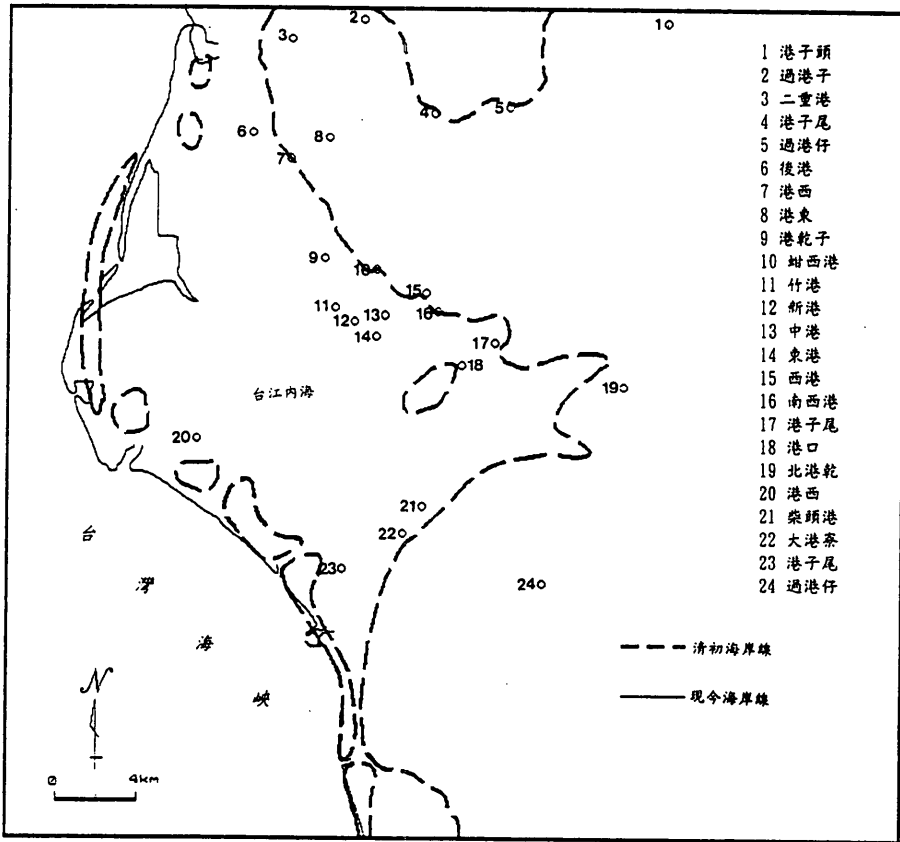 1 港子頭
2 過港子
3 二重港
4 港子尾
5 過港仔
6 後港
7 港西
8 港東
9 港乾子
10 蚶西港
11 竹港
12 新港
13 中港
14 東港
15 西港
16 南西港
17 港子尾
18 港口
19 北港乾
20 港西
21 柴頭港
22 大港寮
23 港子尾
24 過港仔
清初海岸線
現今海岸線
2
1
3
4
5
6
8
7
9
10
15
11
12
13
16
14
17
18
台江內海
19
20
21
22
23
24
台灣海峽
N
0 4km